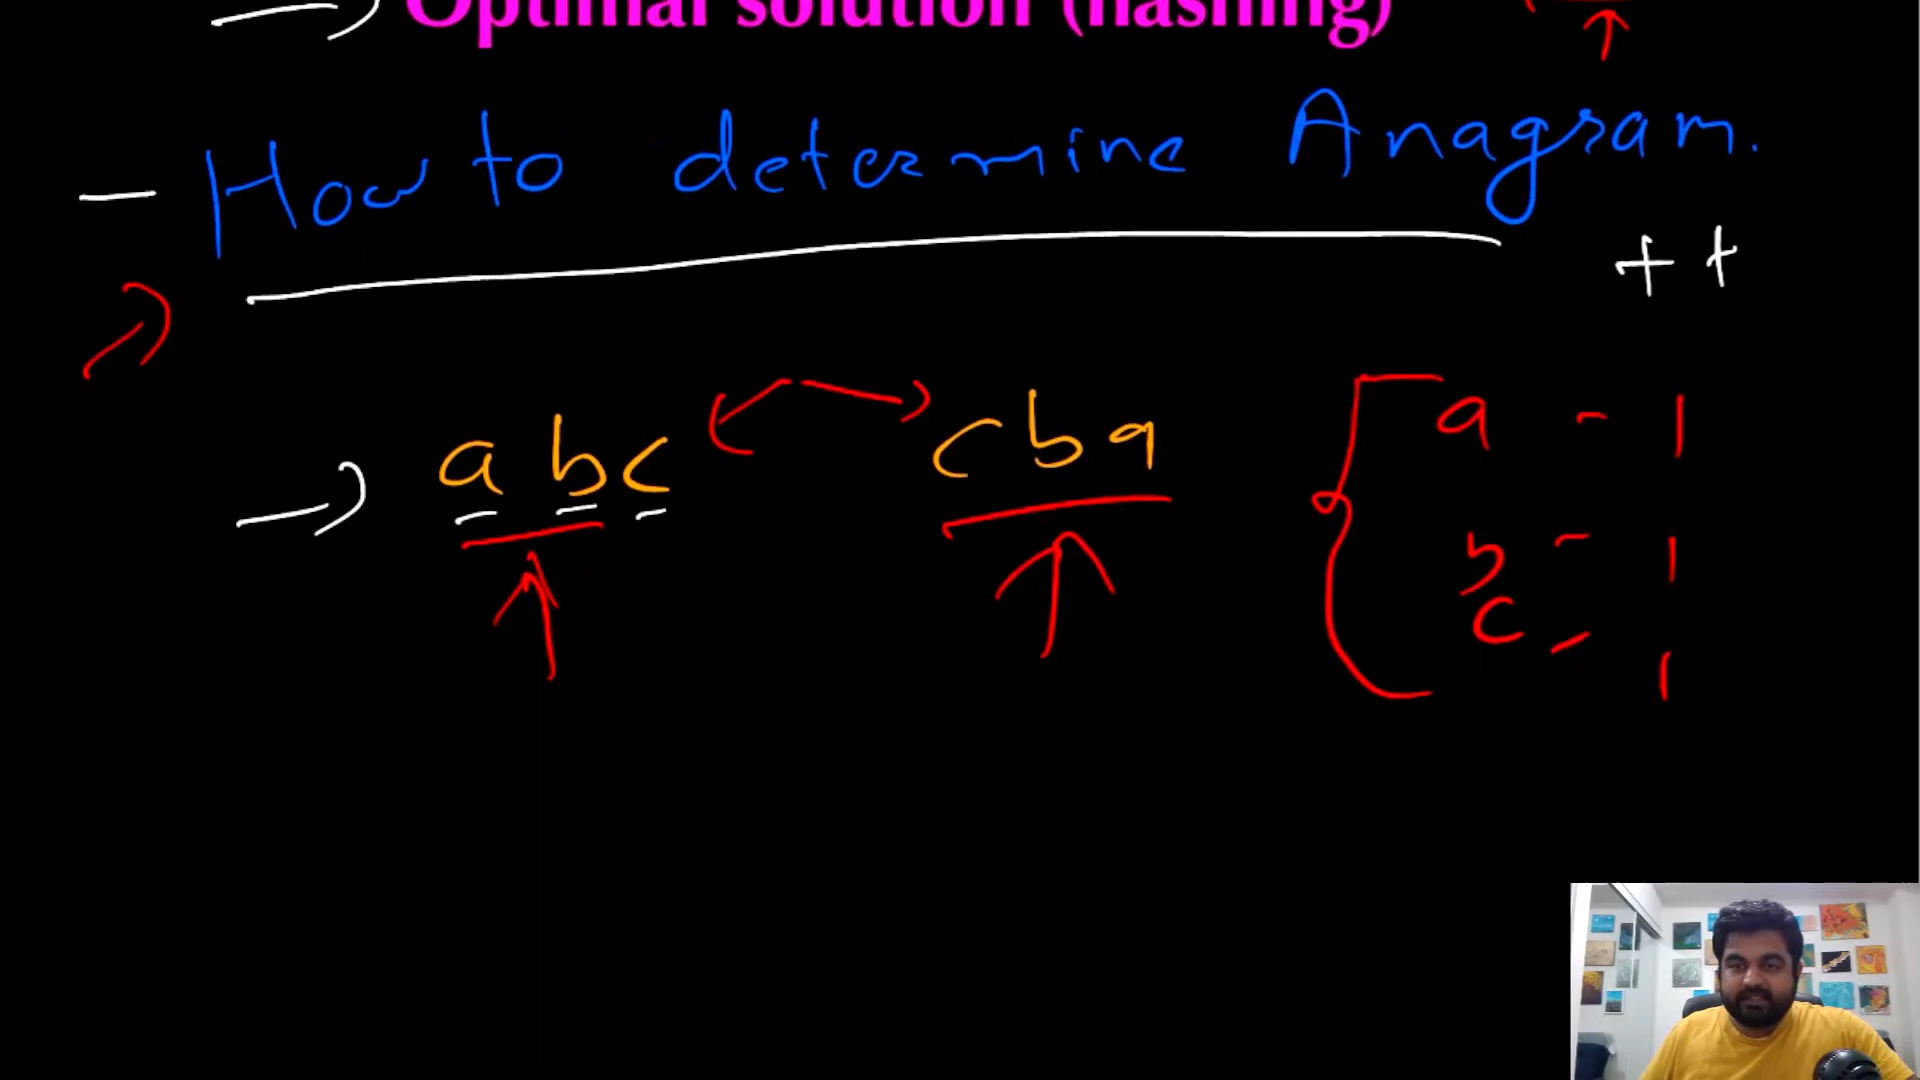 Optimal solution (hashing)
- How to determine Anagram.
++
abc cba
a - 1
b - 1
c - 1